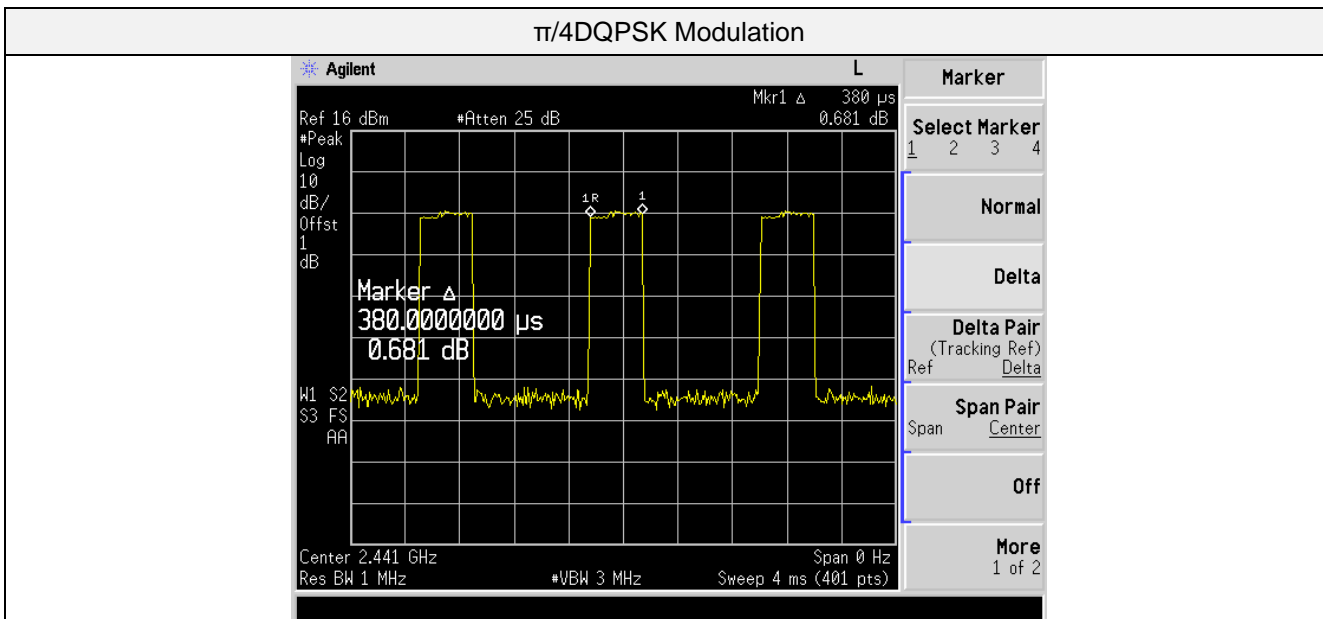 π/4DQPSK Modulation
Agilent L
Mkr1 Δ 380 µs
Ref 16 dBm #Atten 25 dB 0.681 dB
#Peak
Log
10
dB/
Offst
1
dB
1R 1
Marker Δ
380.0000000 µs
0.681 dB
W1 S2
S3 FS
AA
Center 2.441 GHz Span 0 Hz
Res BW 1 MHz #VBW 3 MHz Sweep 4 ms (401 pts)
Marker
Select Marker
1 2 3 4
Normal
Delta
Delta Pair
(Tracking Ref)
Ref Delta
Span Pair
Span Center
Off
More
1 of 2